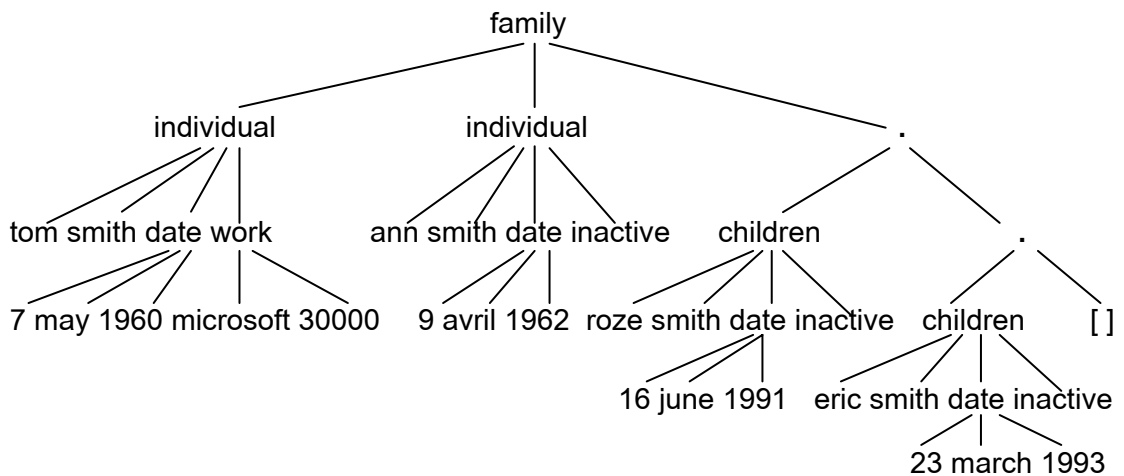 family
individual individual .
tom smith date work ann smith date inactive children .
7 may 1960 microsoft 30000 9 avril 1962 roze smith date inactive children [ ]
16 june 1991 eric smith date inactive
23 march 1993